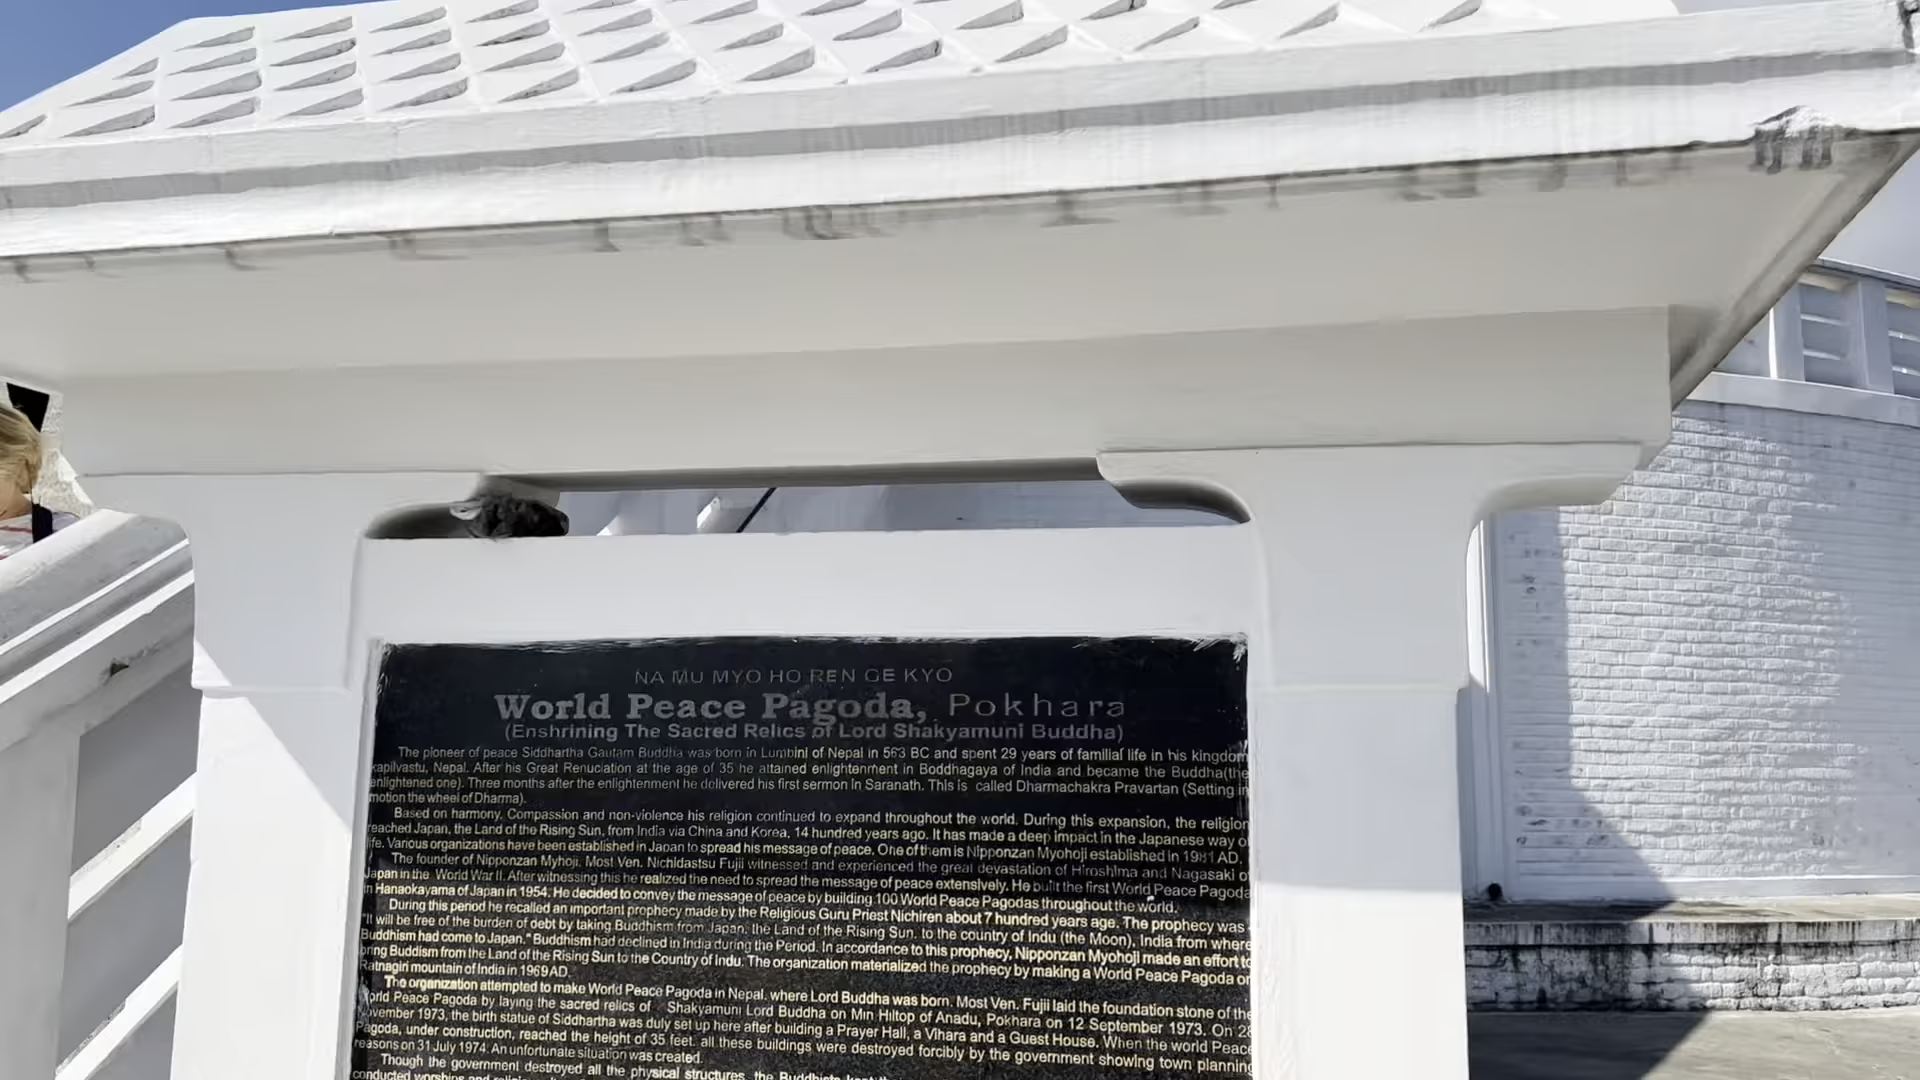 NA MU MYO HO REN GE KYO
World Peace Pagoda, Pokhara
(Enshrining The Sacred Relics of Lord Shakyamuni Buddha)
The pioneer of peace Siddhartha Gautam Buddha was born in Lumbini of Nepal in 563 BC and spent 29 years of familial life in his kingdom
kapilvastu, Nepal. After his Great Renuciation at the age of 35 he attained enlightenment in Boddhagaya of India and became the Buddha(the
enlightened one). Three months after the enlightenment he delivered his first sermon in Saranath. This is called Dharmachakra Pravartan (Setting in
motion the wheel of Dharma).
Based on harmony, Compassion and non-violence his religion continued to expand throughout the world. During this expansion, the religion
reached Japan, the Land of the Rising Sun, from India via China and Korea, 14 hundred years ago. It has made a deep impact in the Japanese way of
life. Various organizations have been established in Japan to spread his message of peace. One of them is Nipponzan Myohoji established in AD.
The founder of Nipponzan Myhoji, Most Ven. Nichidastsu Fujii witnessed and experienced the great devastation of Hiroshima and Nagasaki of
Japan in the World War II. After witnessing this he realized the need to spread the message of peace extensively. He built the first World Peace Pagoda
in Hanaokayama of Japan in 1954. He decided to convey the message of peace by building 100 World Peace Pagodas throughout the world.
During this period he recalled an important prophecy made by the Religious Guru Priest Nichiren about 7 hundred years ago. The prophecy was -
"It will be free of the burden of debt by taking Buddhism from Japan, the Land of the Rising Sun, to the country of Indu (the Moon), India from where
Buddhism had come to Japan." Buddhism had declined in India during the Period. In accordance to this prophecy, Nipponzan Myohoji made an effort to
bring Buddism from the Land of the Rising Sun to the Country of indu. The organization materialized the prophecy by making a World Peace Pagoda on
Ratnagiri mountain of India in 1969 AD.
The organization attempted to make World Peace Pagoda in Nepal, where Lord Buddha was born. Most Ven. Fujii laid the foundation stone of the
World Peace Pagoda by laying the sacred relics of Shakyamuni Lord Buddha on Min Hiltop of Anadu, Pokhara on 12 September 1973. On 28
November 1973, the birth statue of Siddhartha was duly set up here after building a Prayer Hall, a Vihara and a Guest House. When the world Peace
Pagoda, under construction, reached the height of 35 feet, all these buildings were destroyed forcibly by the government showing town planning
reasons on 31 July 1974. An unfortunate situation was created.
Though the government destroyed all the physical structures, the Buddhists
conducted worships and